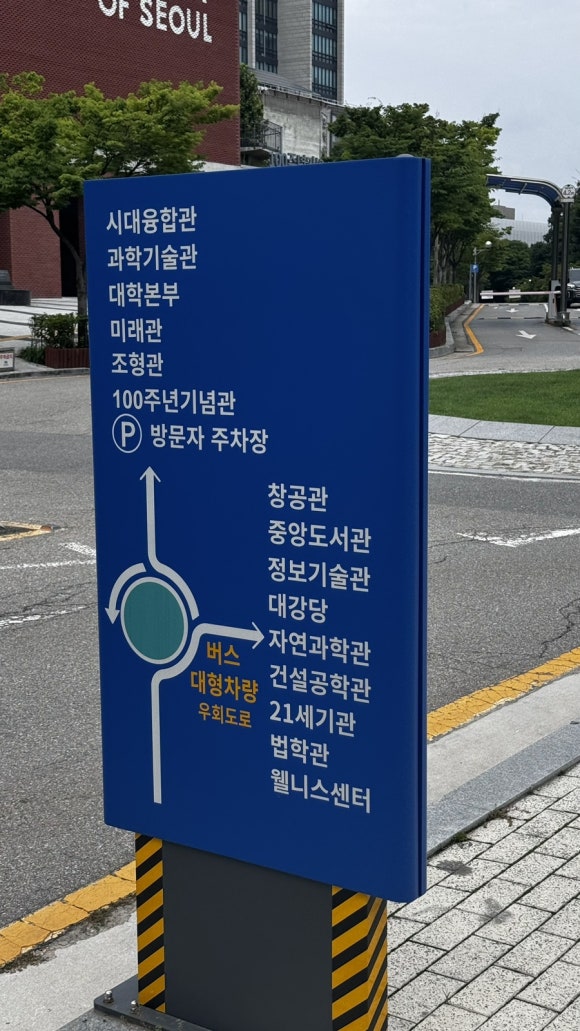 OF SEOUL
시대융합관
과학기술관
대학본부
미래관
조형관
100주년기념관
P 방문자 주차장
창공관
중앙도서관
정보기술관
대강당
자연과학관
건설공학관
21세기관
법학관
웰니스센터
버스
대형차량
우회도로